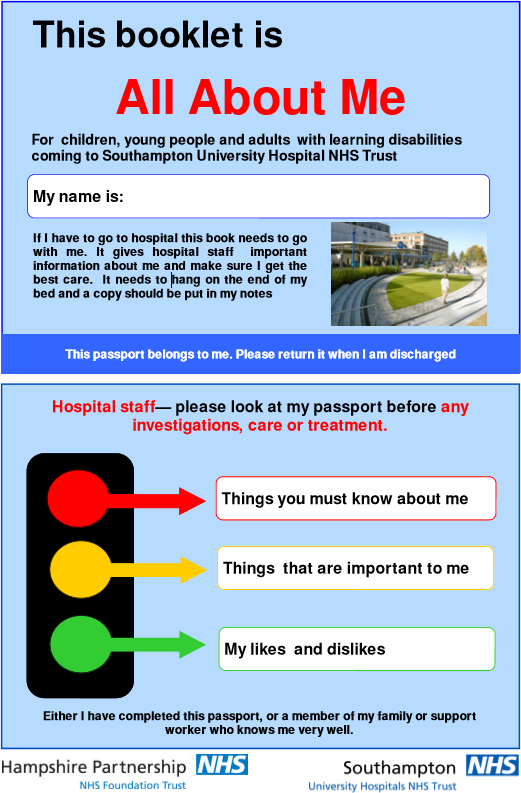 This booklet is
All About Me
For children, young people and adults with learning disabilities
coming to Southampton University Hospital NHS Trust
My name is:
If I have to go to hospital this book needs to go
with me. It gives hospital staff important
information about me and make sure I get the
best care. It needs to hang on the end of my
bed and a copy should be put in my notes
This passport belongs to me. Please return it when I am discharged
Hospital staff— please look at my passport before any
investigations, care or treatment.
Things you must know about me
Things that are important to me
My likes and dislikes
Either I have completed this passport, or a member of my family or support
worker who knows me very well.
Hampshire Partnership NHS
NHS Foundation Trust
Southampton NHS
University Hospitals NHS Trust